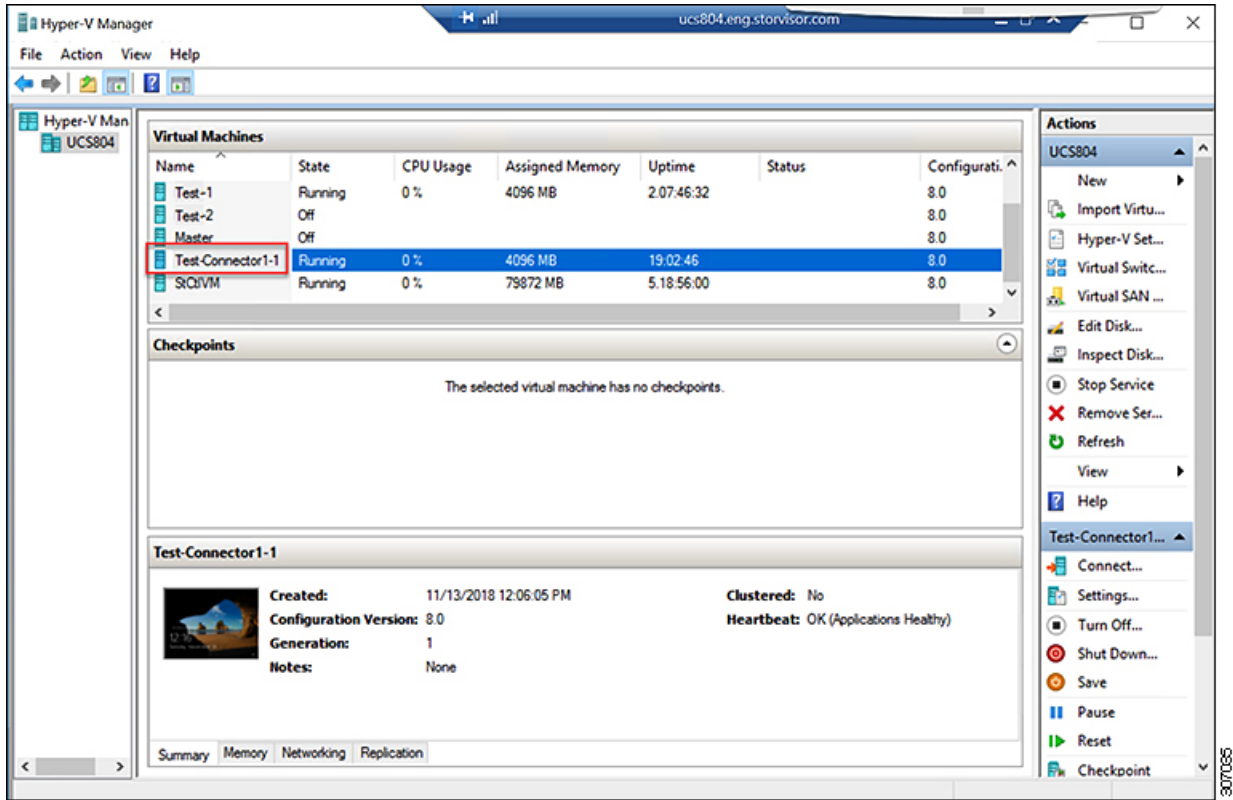 Hyper-V Manager
ucs804.eng.storvisor.com
File Action View Help
Hyper-V Man
UCS804
Virtual Machines
Name State CPU Usage Assigned Memory Uptime Status Configurati..
Test-1 Running 0 % 4096 MB 2.07:46:32 8.0
Test-2 Off 8.0
Master Off 8.0
Test-Connector1-1 Running 0 % 4096 MB 19:02:46 8.0
StCtlVM Running 0 % 79872 MB 5.18:56:00 8.0
Checkpoints
The selected virtual machine has no checkpoints.
Test-Connector1-1
Created: 11/13/2018 12:06:05 PM Clustered: No
Configuration Version: 8.0 Heartbeat: OK (Applications Healthy)
Generation: 1
Notes: None
12:16
Summary Memory Networking Replication
Actions
UCS804
New
Import Virtu...
Hyper-V Set...
Virtual Switc...
Virtual SAN ...
Edit Disk...
Inspect Disk...
Stop Service
Remove Ser...
Refresh
View
Help
Test-Connector1...
Connect...
Settings...
Turn Off...
Shut Down...
Save
Pause
Reset
Checkpoint
307035